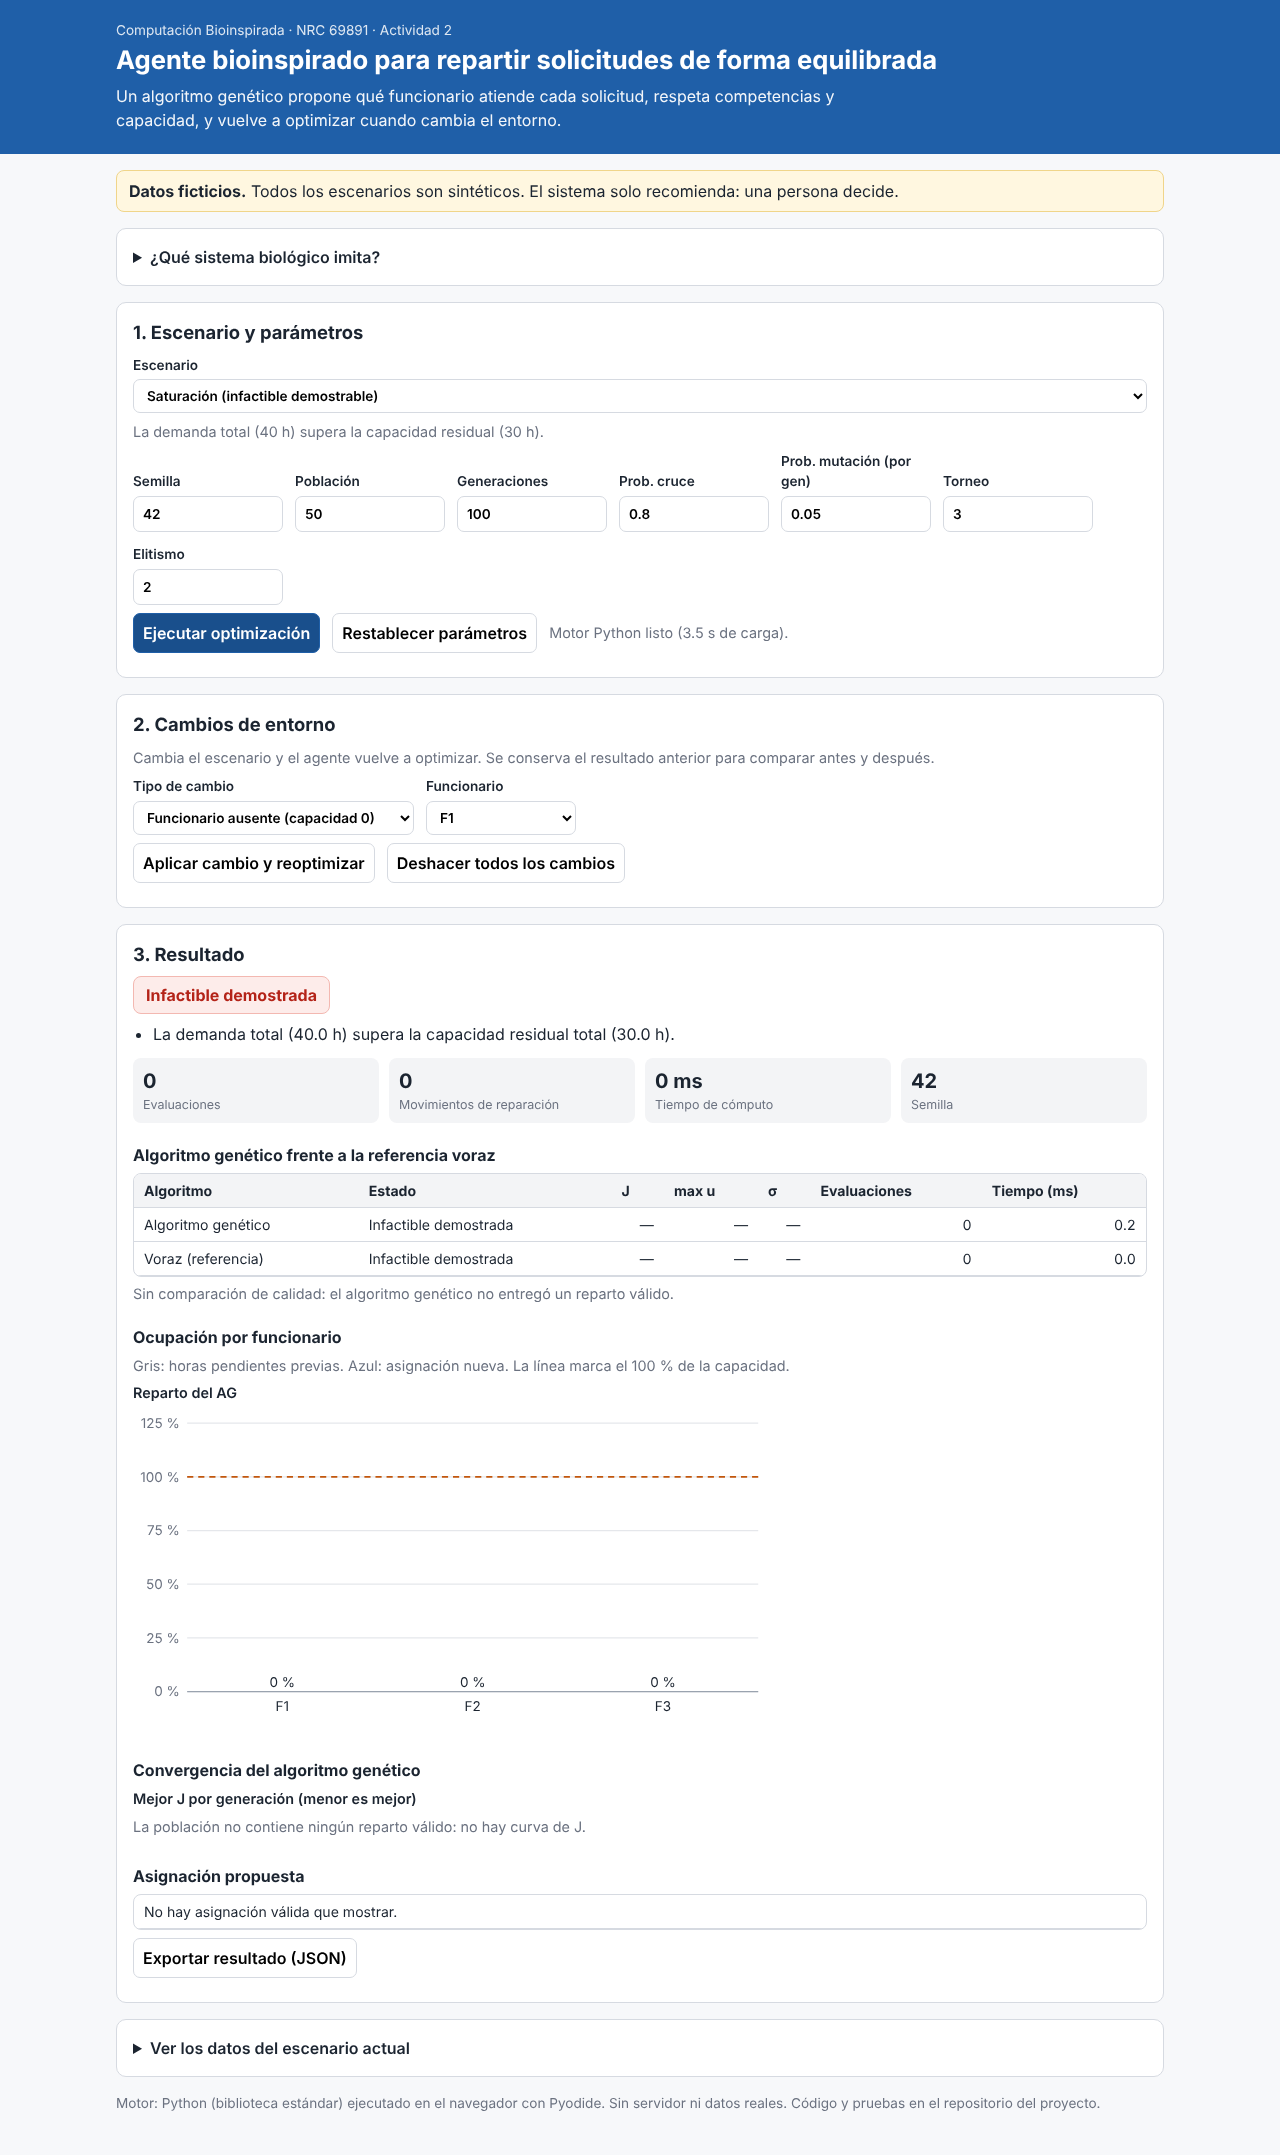 Computación Bioinspirada · NRC 69891 · Actividad 2
Agente bioinspirado para repartir solicitudes de forma equilibrada
Un algoritmo genético propone qué funcionario atiende cada solicitud, respeta competencias y
capacidad, y vuelve a optimizar cuando cambia el entorno.
Datos ficticios. Todos los escenarios son sintéticos. El sistema solo recomienda: una persona decide.
¿Qué sistema biológico imita?
1. Escenario y parámetros
Escenario
Saturación (infactible demostrable)
La demanda total (40 h) supera la capacidad residual (30 h).
Semilla Población Generaciones Prob. cruce Prob. mutación (por gen) Torneo
42 50 100 0.8 0.05 3
Elitismo
2
Ejecutar optimización Restablecer parámetros Motor Python listo (3.5 s de carga).
2. Cambios de entorno
Cambia el escenario y el agente vuelve a optimizar. Se conserva el resultado anterior para comparar antes y después.
Tipo de cambio Funcionario
Funcionario ausente (capacidad 0) F1
Aplicar cambio y reoptimizar Deshacer todos los cambios
3. Resultado
Infactible demostrada
• La demanda total (40.0 h) supera la capacidad residual total (30.0 h).
0 0 0 ms 42
Evaluaciones Movimientos de reparación Tiempo de cómputo Semilla
Algoritmo genético frente a la referencia voraz
Algoritmo Estado J max u σ Evaluaciones Tiempo (ms)
Algoritmo genético Infactible demostrada — — — 0 0.2
Voraz (referencia) Infactible demostrada — — — 0 0.0
Sin comparación de calidad: el algoritmo genético no entregó un reparto válido.
Ocupación por funcionario
Gris: horas pendientes previas. Azul: asignación nueva. La línea marca el 100 % de la capacidad.
Reparto del AG
125 %
100 %
75 %
50 %
25 %
0 % 0 % 0 % 0 %
F1 F2 F3
Convergencia del algoritmo genético
Mejor J por generación (menor es mejor)
La población no contiene ningún reparto válido: no hay curva de J.
Asignación propuesta
No hay asignación válida que mostrar.
Exportar resultado (JSON)
Ver los datos del escenario actual
Motor: Python (biblioteca estándar) ejecutado en el navegador con Pyodide. Sin servidor ni datos reales. Código y pruebas en el repositorio del proyecto.